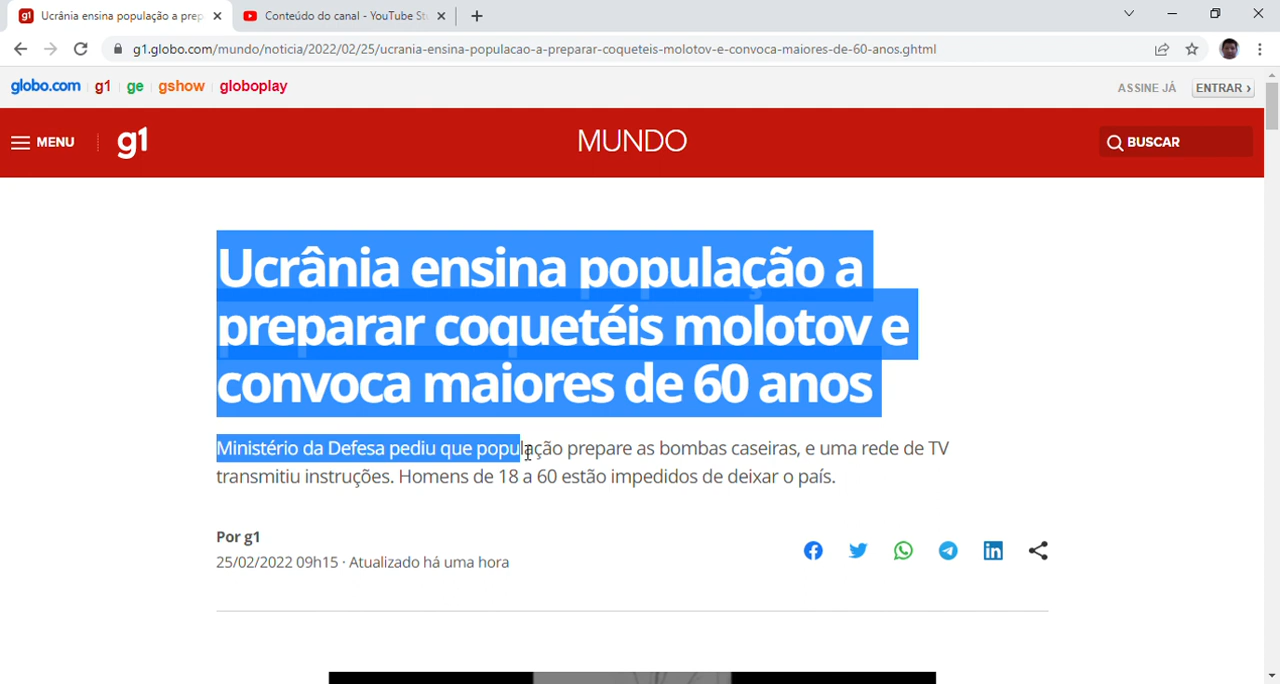 Ucrânia ensina população a prep
Conteúdo do canal - YouTube St
g1.globo.com/mundo/noticia/2022/02/25/ucrania-ensina-populacao-a-preparar-coqueteis-molotov-e-convoca-maiores-de-60-anos.ghtml
globo.com g1 ge gshow globoplay
ASSINE JÁ ENTRAR ›
MENU g1 MUNDO BUSCAR
Ucrânia ensina população a
preparar coquetéis molotov e
convoca maiores de 60 anos
Ministério da Defesa pediu que população prepare as bombas caseiras, e uma rede de TV
transmitiu instruções. Homens de 18 a 60 estão impedidos de deixar o país.
Por g1
25/02/2022 09h15 · Atualizado há uma hora